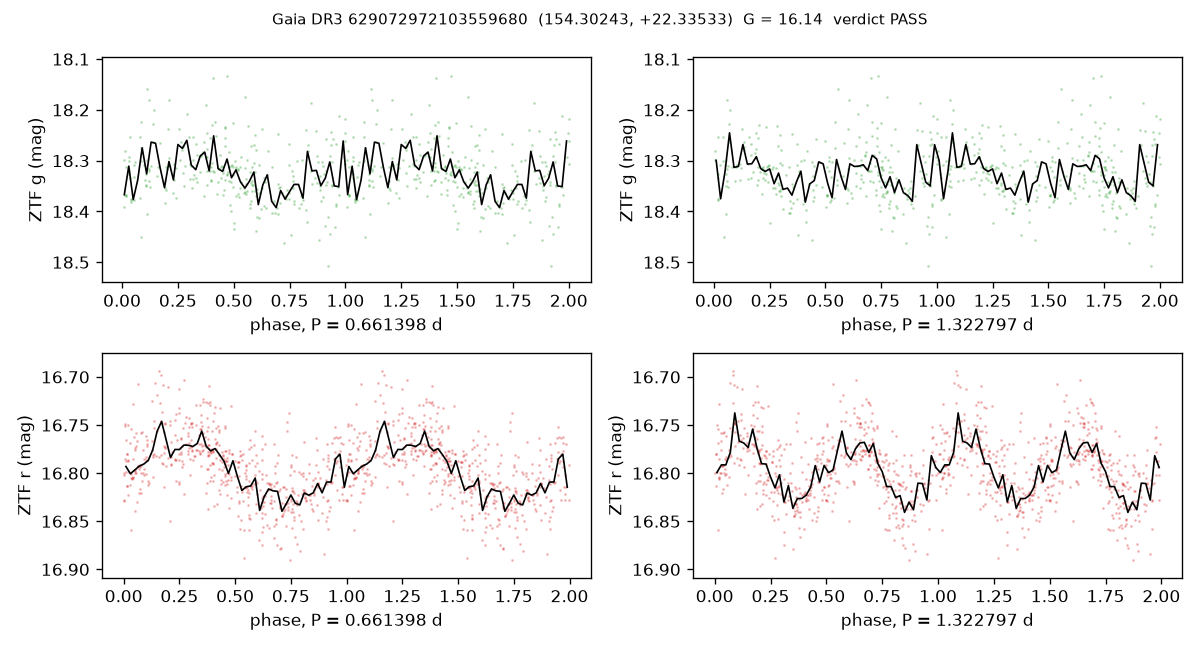 Gaia DR3 629072972103559680  (154.30243, +22.33533)  G = 16.14  verdict PASS
18.1
18.2
18.3
18.4
18.5
ZTF g (mag)
0.00 0.25 0.50 0.75 1.00 1.25 1.50 1.75 2.00
phase, P = 0.661398 d
18.1
18.2
18.3
18.4
18.5
ZTF g (mag)
0.00 0.25 0.50 0.75 1.00 1.25 1.50 1.75 2.00
phase, P = 1.322797 d
16.70
16.75
16.80
16.85
16.90
ZTF r (mag)
0.00 0.25 0.50 0.75 1.00 1.25 1.50 1.75 2.00
phase, P = 0.661398 d
16.70
16.75
16.80
16.85
16.90
ZTF r (mag)
0.00 0.25 0.50 0.75 1.00 1.25 1.50 1.75 2.00
phase, P = 1.322797 d